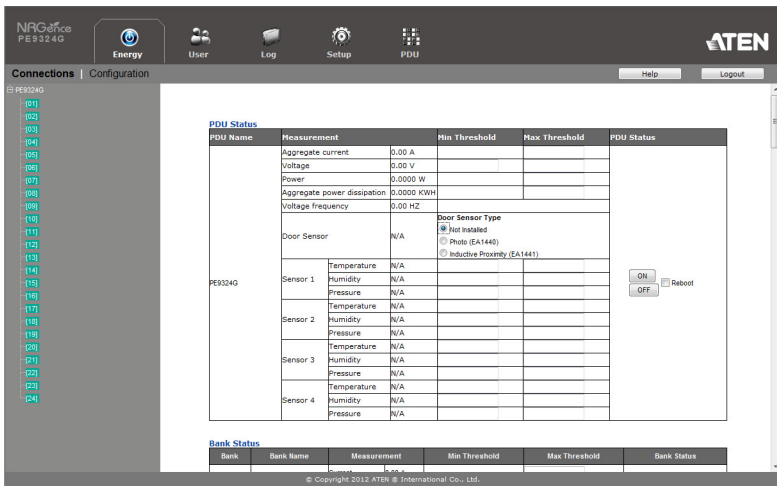 NRGence
PE9324G
Energy
User
Log
Setup
PDU
ATEN
Connections | Configuration
Help
Logout
PE9324G
[01]
[02]
[03]
[04]
[05]
[06]
[07]
[08]
[09]
[10]
[11]
[12]
[13]
[14]
[15]
[16]
[17]
[18]
[19]
[20]
[21]
[22]
[23]
[24]
PDU Status
PDU Name Measurement Min Threshold Max Threshold PDU Status
Aggregate current 0.00 A
Voltage 0.00 V
Power 0.0000 W
Aggregate power dissipation 0.0000 KWH
Voltage frequency 0.00 HZ
Door Sensor N/A
Door Sensor Type
Not Installed
Photo (EA1440)
Inductive Proximity (EA1441)
PE9324G
Sensor 1
Temperature N/A
Humidity N/A
Pressure N/A
Sensor 2
Temperature N/A
Humidity N/A
Pressure N/A
Sensor 3
Temperature N/A
Humidity N/A
Pressure N/A
Sensor 4
Temperature N/A
Humidity N/A
Pressure N/A
ON
OFF
Reboot
Bank Status
Bank Bank Name Measurement Min Threshold Max Threshold Bank Status
© Copyright 2012 ATEN ® International Co., Ltd.